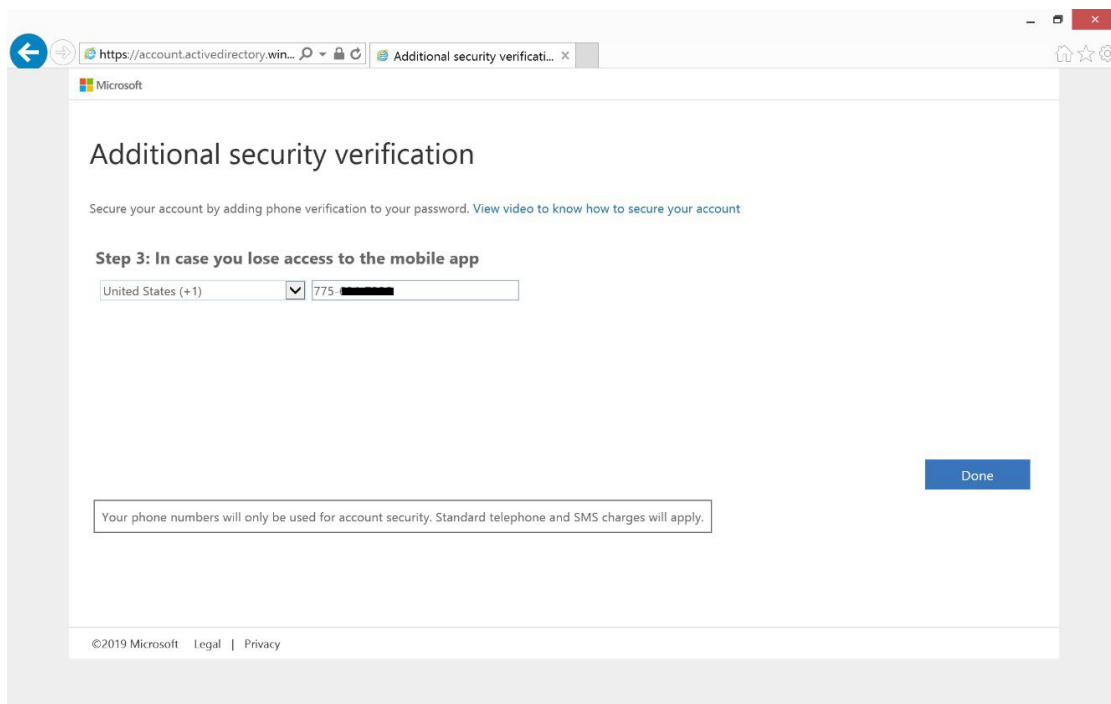 https://account.activedirectory.win...
Additional security verificati...
Microsoft
Additional security verification
Secure your account by adding phone verification to your password. View video to know how to secure your account
Step 3: In case you lose access to the mobile app
United States (+1)
775-
Done
Your phone numbers will only be used for account security. Standard telephone and SMS charges will apply.
©2019 Microsoft Legal | Privacy